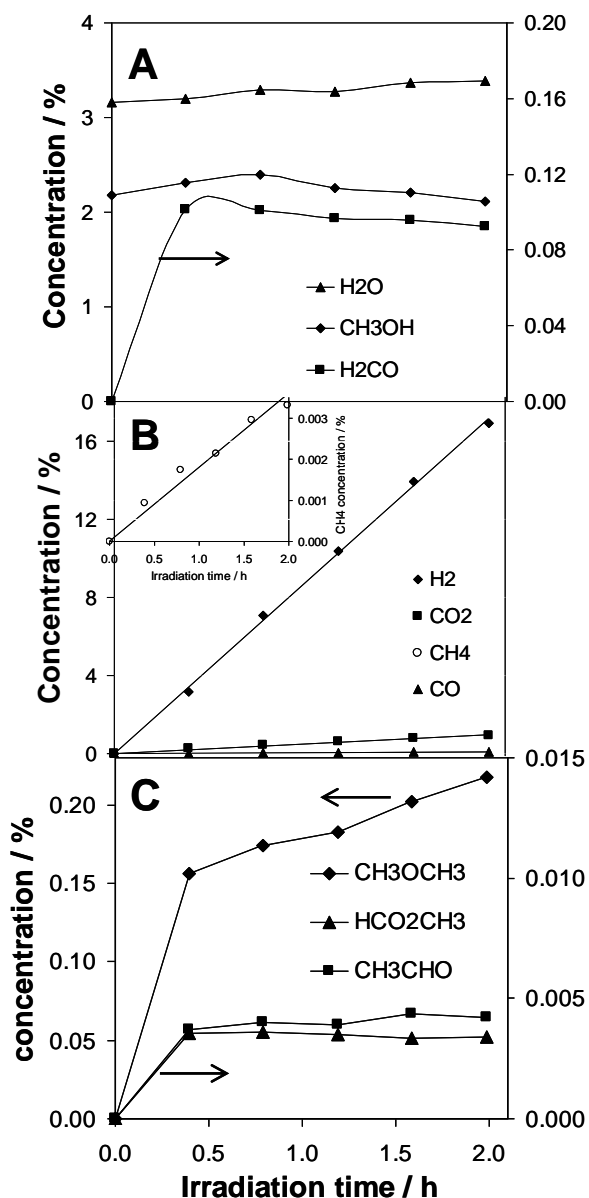 A
Concentration / %
4
3
2
1
0
0.20
0.16
0.12
0.08
0.04
0.00
H2O
CH3OH
H2CO
B
Concentration / %
16
12
8
4
0
0.003
0.002
0.001
0.000
CH4 concentration / %
0.0 0.5 1.0 1.5 2.0
Irradiation time / h
H2
CO2
CH4
CO
C
concentration / %
0.20
0.15
0.10
0.05
0.00
0.015
0.010
0.005
0.000
CH3OCH3
HCO2CH3
CH3CHO
0.0 0.5 1.0 1.5 2.0
Irradiation time / h